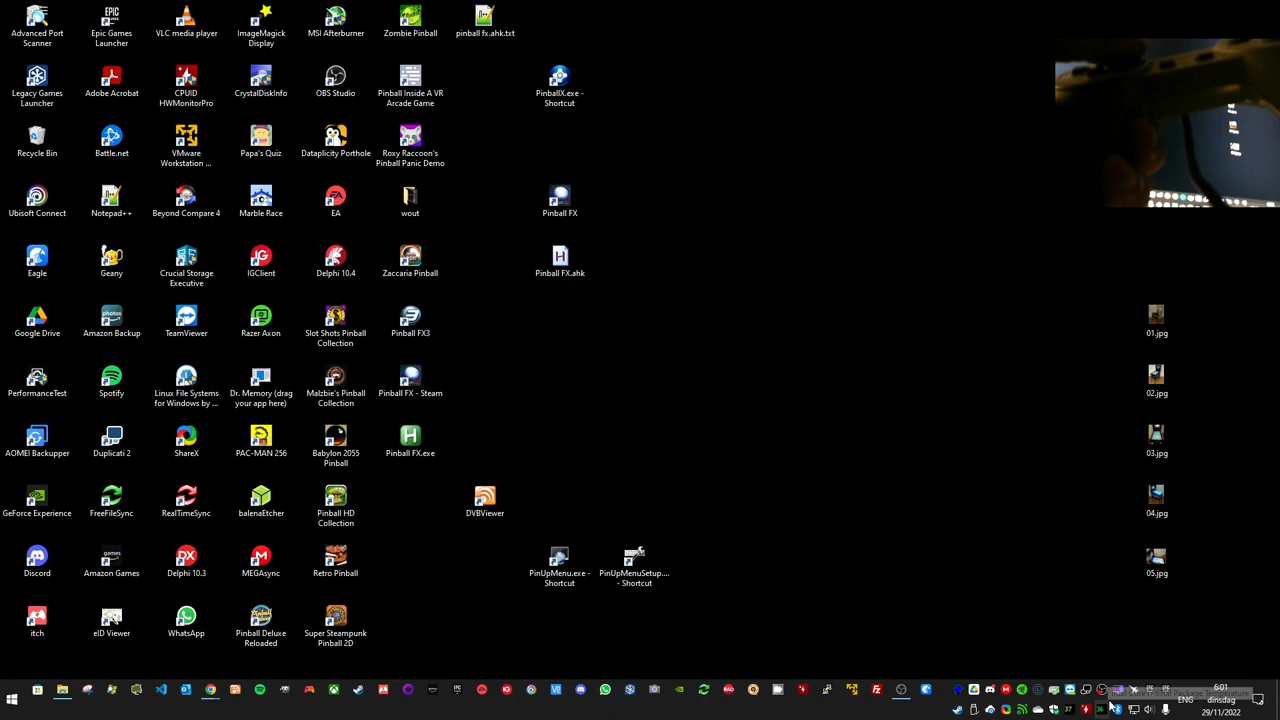 Advanced Port
Scanner
Epic Games
Launcher
VLC media player
ImageMagick
Display
MSI Afterburner
Zombie Pinball
pinball fx.ahk.txt
Legacy Games
Launcher
Adobe Acrobat
CPUID
HWMonitorPro
CrystalDiskInfo
OBS Studio
Pinball Inside A VR
Arcade Game
PinballX.exe -
Shortcut
Recycle Bin
Battle.net
VMware
Workstation ...
Papa's Quiz
Dataplicity Porthole
Roxy Raccoon's
Pinball Panic Demo
Ubisoft Connect
Notepad++
Beyond Compare 4
Marble Race
EA
wout
Pinball FX
Eagle
Geany
Crucial Storage
Executive
IGClient
Delphi 10.4
Zaccaria Pinball
Pinball FX.ahk
Google Drive
Amazon Backup
TeamViewer
Razer Axon
Slot Shots Pinball
Collection
Pinball FX3
01.jpg
PerformanceTest
Spotify
Linux File Systems
for Windows by ...
Dr. Memory (drag
your app here)
Malzbie's Pinball
Collection
Pinball FX - Steam
02.jpg
AOMEI Backupper
Duplicati 2
ShareX
PAC-MAN 256
Babylon 2055
Pinball
Pinball FX.exe
03.jpg
GeForce Experience
FreeFileSync
RealTimeSync
balenaEtcher
Pinball HD
Collection
DVBViewer
04.jpg
Discord
Amazon Games
Delphi 10.3
MEGAsync
Retro Pinball
PinUpMenu.exe -
Shortcut
PinUpMenuSetup....
- Shortcut
05.jpg
itch
eID Viewer
WhatsApp
Pinball Deluxe
Reloaded
Super Steampunk
Pinball 2D
37
36
ENG
6:01
dinsdag
29/11/2022